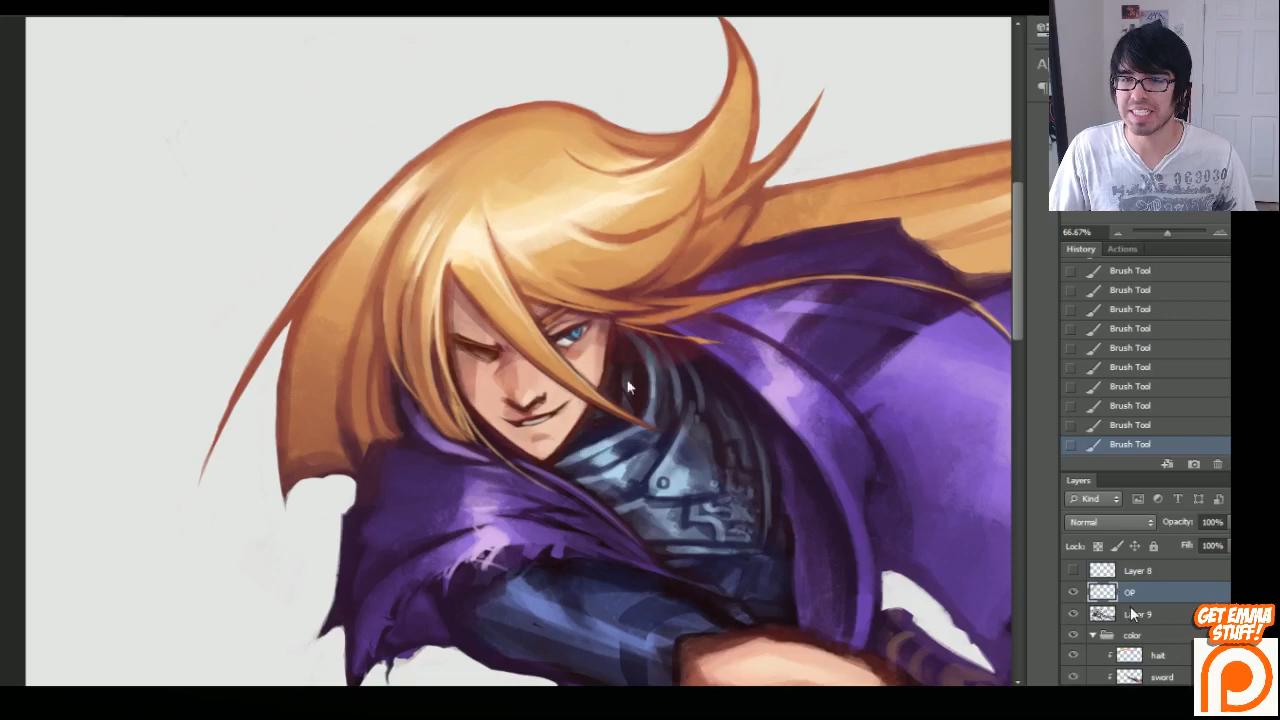 66.67%
History Actions
Brush Tool
Brush Tool
Brush Tool
Brush Tool
Brush Tool
Brush Tool
Brush Tool
Brush Tool
Brush Tool
Brush Tool
Layers
Kind
Normal Opacity: 100%
Lock: Fill: 100%
Layer 8
OP
9
color
hait
sword
GET EMMA
STUFF!